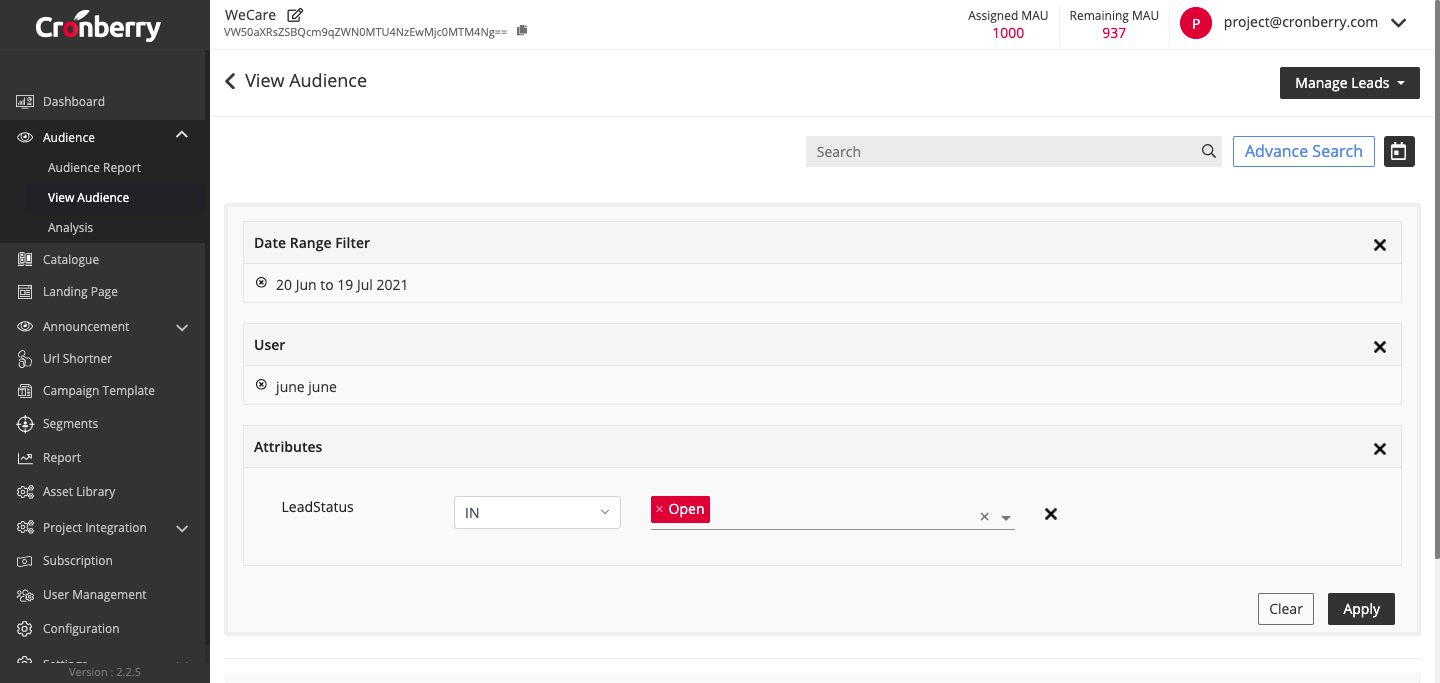 Cronberry
WeCare
VW50aXRsZSBQcm9qZWN0MTU4NzEwMjc0MTM4Ng==
Assigned MAU
1000
Remaining MAU
937
P
project@cronberry.com
View Audience
Manage Leads
Dashboard
Audience
Audience Report
View Audience
Analysis
Catalogue
Landing Page
Announcement
Url Shortner
Campaign Template
Segments
Report
Asset Library
Project Integration
Subscription
User Management
Configuration
Settings
Version : 2.2.5
Search
Advance Search
Date Range Filter
20 Jun to 19 Jul 2021
User
june june
Attributes
LeadStatus
IN
× Open
Clear
Apply